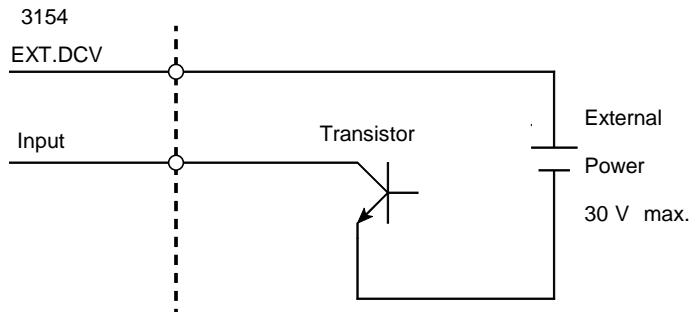 3154
EXT.DCV
Input
Transistor
External
Power
30 V max.